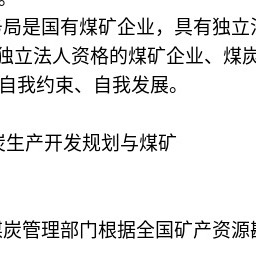 。
局是国有煤矿企业，具有独立
独立法人资格的煤矿企业、煤炭
自我约束、自我发展。
炭生产开发规划与煤矿
煤炭管理部门根据全国矿产资源勘